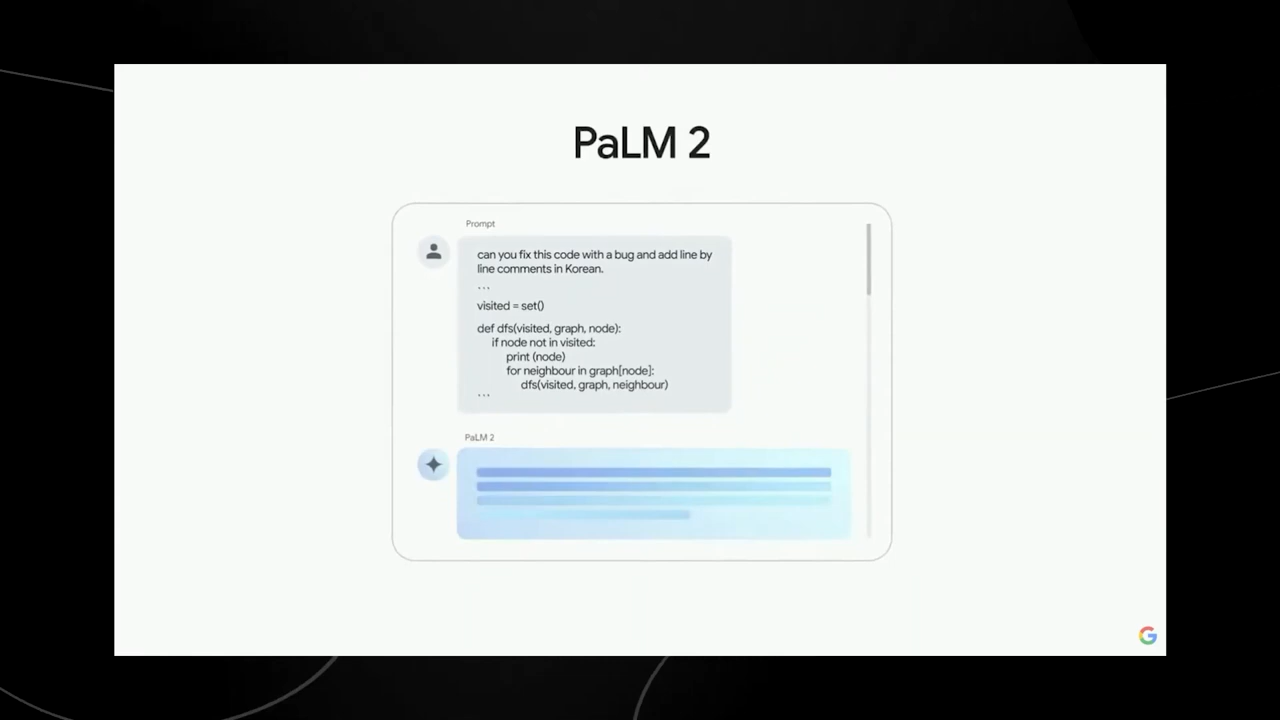 PaLM 2
Prompt
can you fix this code with a bug and add line by
line comments in Korean.
...
visited = set()
def dfs(visited, graph, node):
if node not in visited:
print (node)
for neighbour in graph[node]:
dfs(visited, graph, neighbour)
...
PaLM 2
G